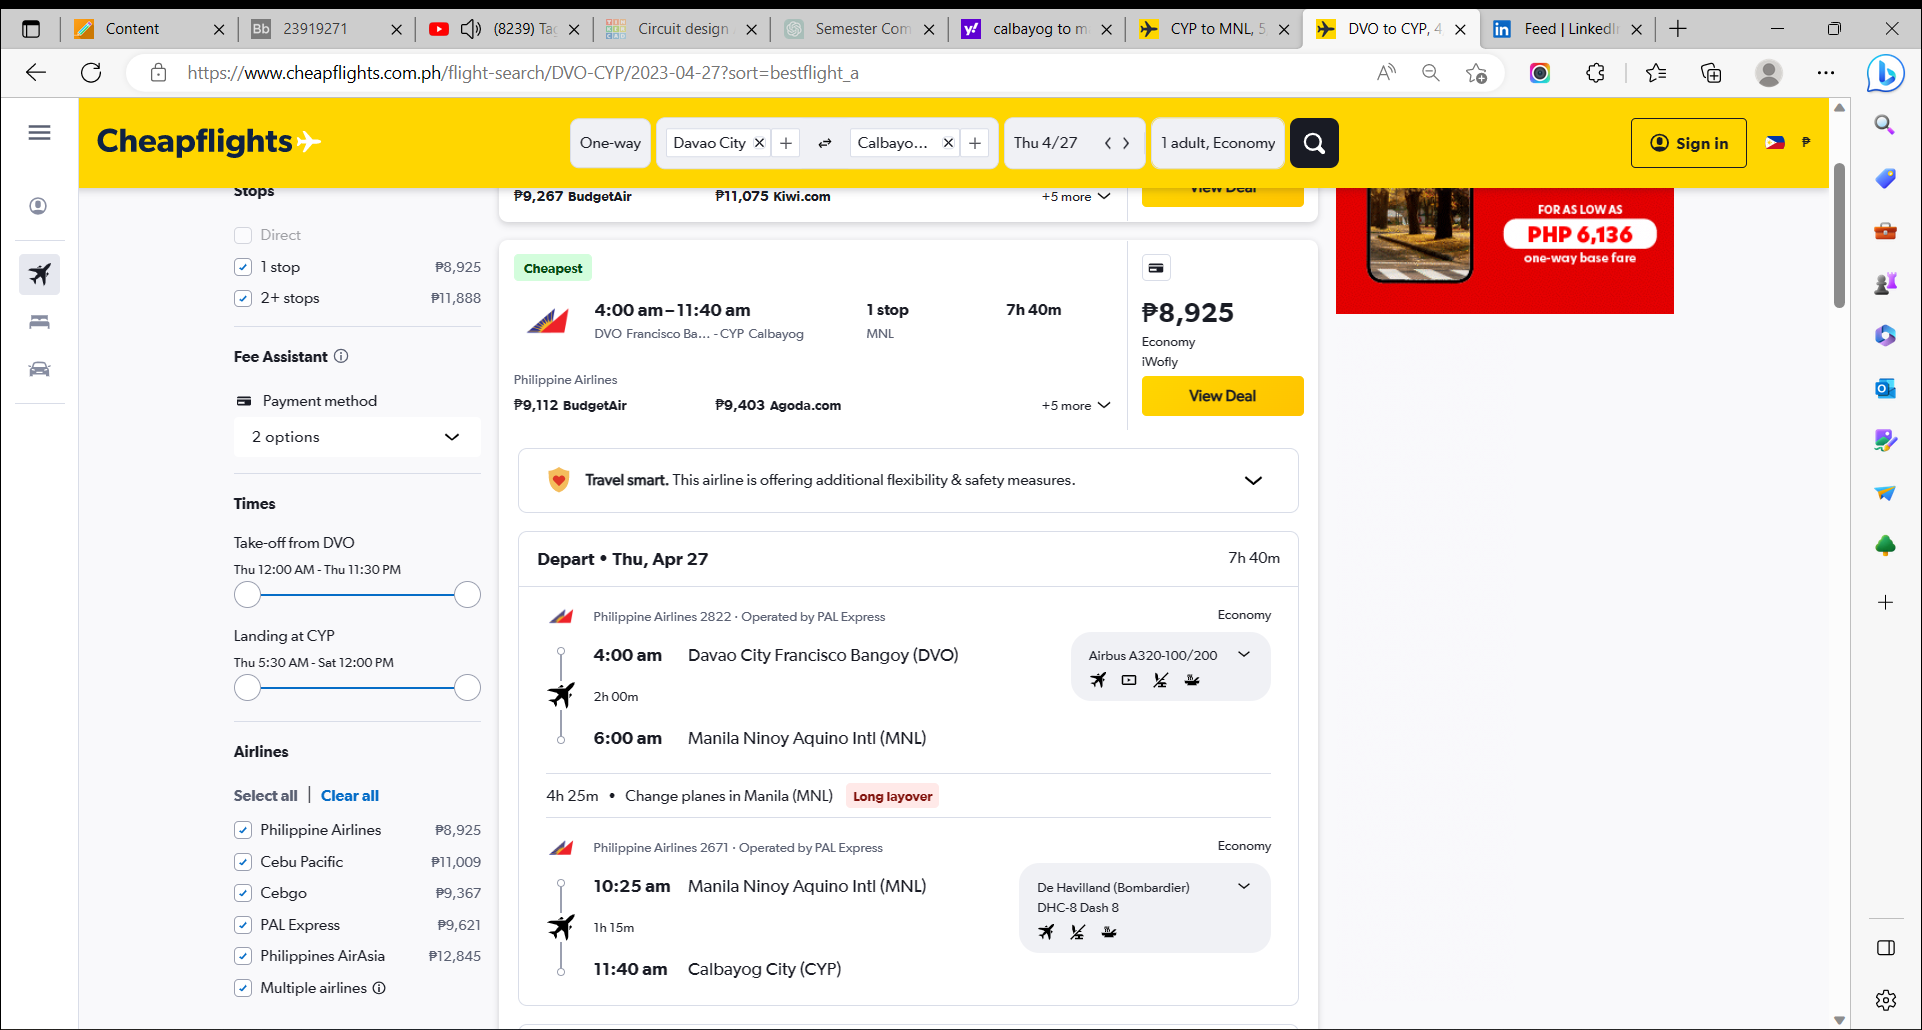 Content
23919271
(8239) Tag
Circuit design
Semester Com
calbayog to m
CYP to MNL, 5
DVO to CYP, 4
Feed | LinkedIn
https://www.cheapflights.com.ph/flight-search/DVO-CYP/2023-04-27?sort=bestflight_a
Cheapflights
One-way
Davao City
Calbayo...
Thu 4/27
1 adult, Economy
Sign in
₱
Stops
Direct
1 stop ₱8,925
2+ stops ₱11,888
Fee Assistant
Payment method
2 options
Times
Take-off from DVO
Thu 12:00 AM - Thu 11:30 PM
Landing at CYP
Thu 5:30 AM - Sat 12:00 PM
Airlines
Select all | Clear all
Philippine Airlines ₱8,925
Cebu Pacific ₱11,009
Cebgo ₱9,367
PAL Express ₱9,621
Philippines AirAsia ₱12,845
Multiple airlines
₱9,267 BudgetAir ₱11,075 Kiwi.com +5 more
View Deal
Cheapest
4:00 am – 11:40 am 1 stop 7h 40m
DVO Francisco Ba... - CYP Calbayog MNL
Philippine Airlines
₱9,112 BudgetAir ₱9,403 Agoda.com +5 more
₱8,925
Economy
iWofly
View Deal
Travel smart. This airline is offering additional flexibility & safety measures.
Depart • Thu, Apr 27 7h 40m
Philippine Airlines 2822 · Operated by PAL Express Economy
4:00 am Davao City Francisco Bangoy (DVO)
Airbus A320-100/200
2h 00m
6:00 am Manila Ninoy Aquino Intl (MNL)
4h 25m • Change planes in Manila (MNL) Long layover
Philippine Airlines 2671 · Operated by PAL Express Economy
10:25 am Manila Ninoy Aquino Intl (MNL)
De Havilland (Bombardier)
DHC-8 Dash 8
1h 15m
11:40 am Calbayog City (CYP)
FOR AS LOW AS
PHP 6,136
one-way base fare